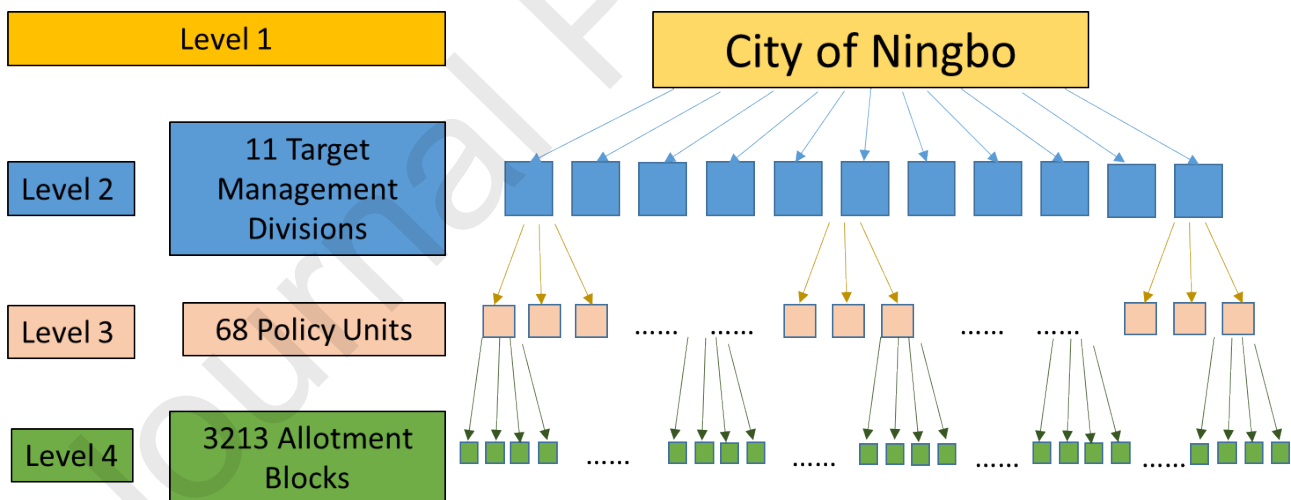 Level 1
City of Ningbo
Level 2
11 Target
Management
Divisions
Level 3
68 Policy Units
...... ...... ...... ......
Level 4
3213 Allotment
Blocks
...... ...... ...... ......
Journal P